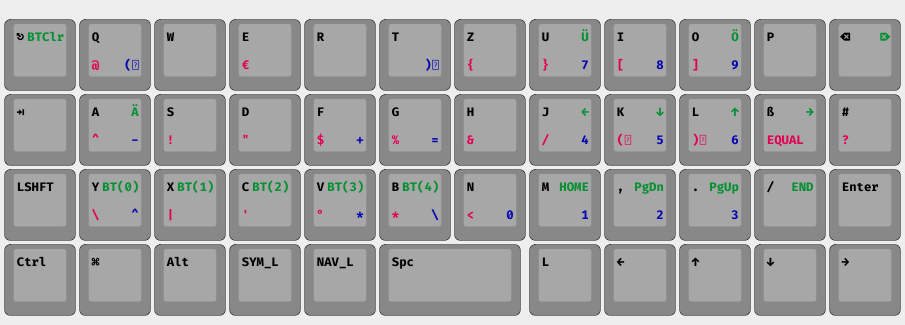 ⎋ BTClr Q W E R T Z U Ü I O Ö P ⌫ ⌦
@ ( € ) { } 7 [ 8 ] 9
⇥ A Ä S D F G H J ← K ↓ L ↑ ß → #
^ - ! " $ + % = & / 4 ( 5 ) 6 EQUAL ?
LSHFT Y BT(0) X BT(1) C BT(2) V BT(3) B BT(4) N M HOME , PgDn . PgUp / END Enter
\ ^ | ' ° * * \ < 0 1 2 3
Ctrl ⌘ Alt SYM_L NAV_L Spc L ← ↑ ↓ →